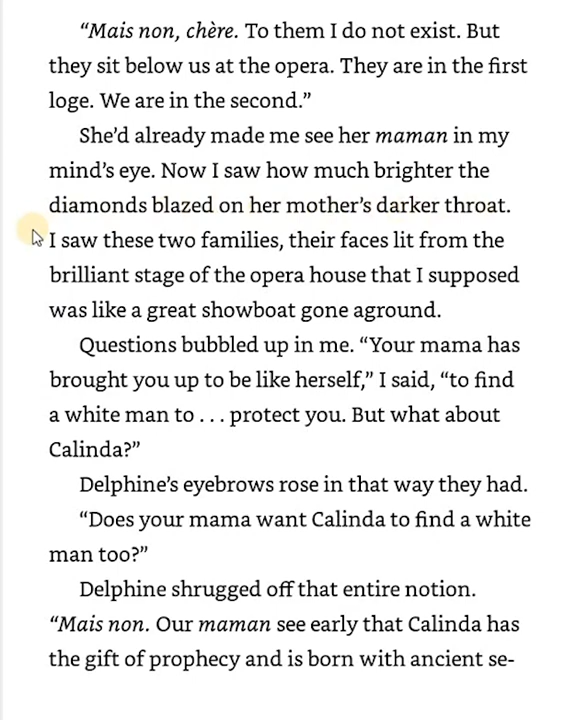 “Mais non, chère. To them I do not exist. But
they sit below us at the opera. They are in the first
loge. We are in the second.”
She’d already made me see her maman in my
mind’s eye. Now I saw how much brighter the
diamonds blazed on her mother’s darker throat.
I saw these two families, their faces lit from the
brilliant stage of the opera house that I supposed
was like a great showboat gone aground.
Questions bubbled up in me. “Your mama has
brought you up to be like herself,” I said, “to find
a white man to . . . protect you. But what about
Calinda?”
Delphine’s eyebrows rose in that way they had.
“Does your mama want Calinda to find a white
man too?”
Delphine shrugged off that entire notion.
“Mais non. Our maman see early that Calinda has
the gift of prophecy and is born with ancient se-